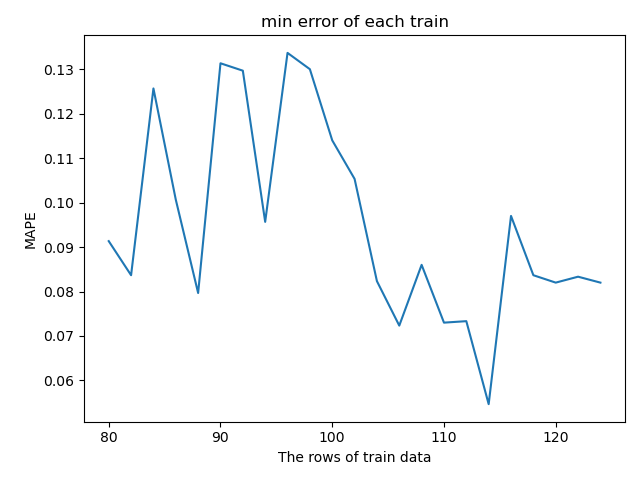 min error of each train
MAPE
0.13
0.12
0.11
0.10
0.09
0.08
0.07
0.06
80 90 100 110 120
The rows of train data